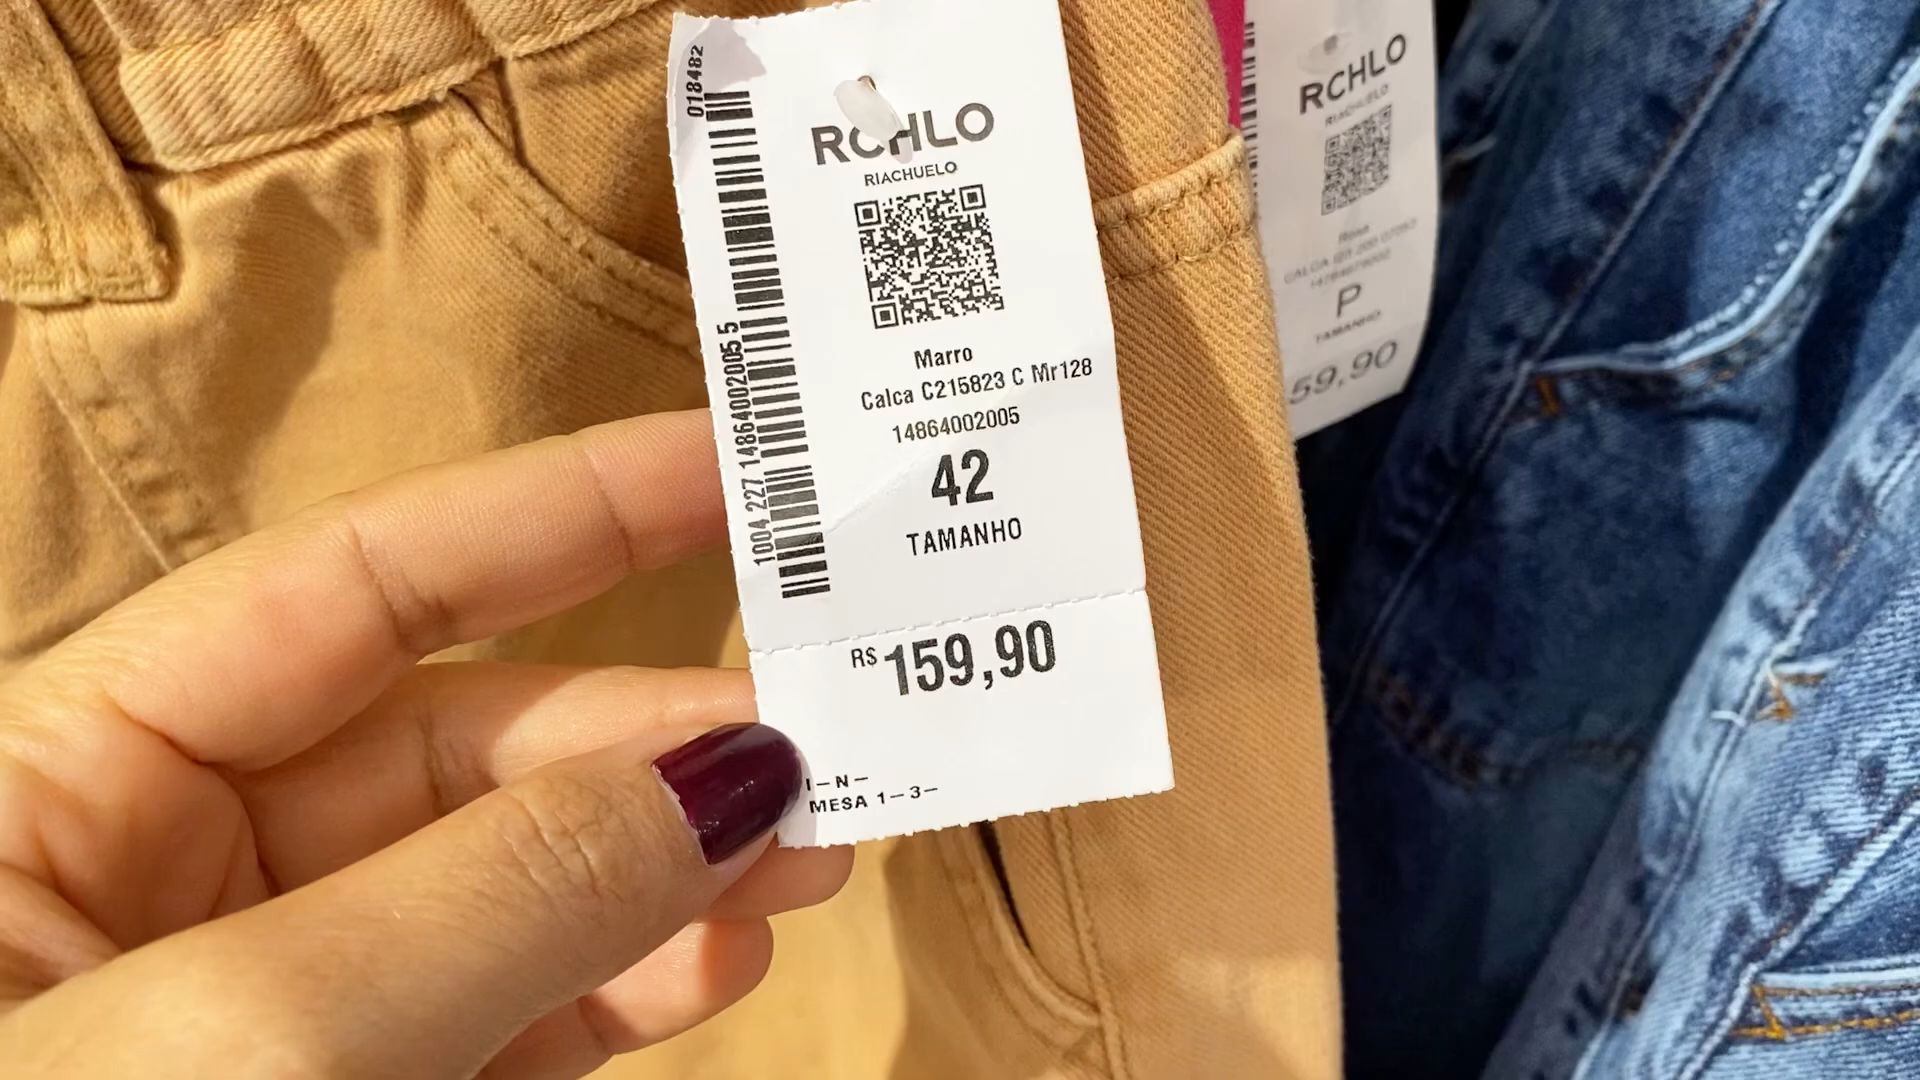 018482
1004 227 14864002005 5
RCHLO
RIACHUELO
Marro
Calca C215823 C Mr128
14864002005
42
TAMANHO
R$ 159,90
I-N-
MESA 1-3-
RCHLO
RIACHUELO
Rosa
P
TAMANHO
59,90